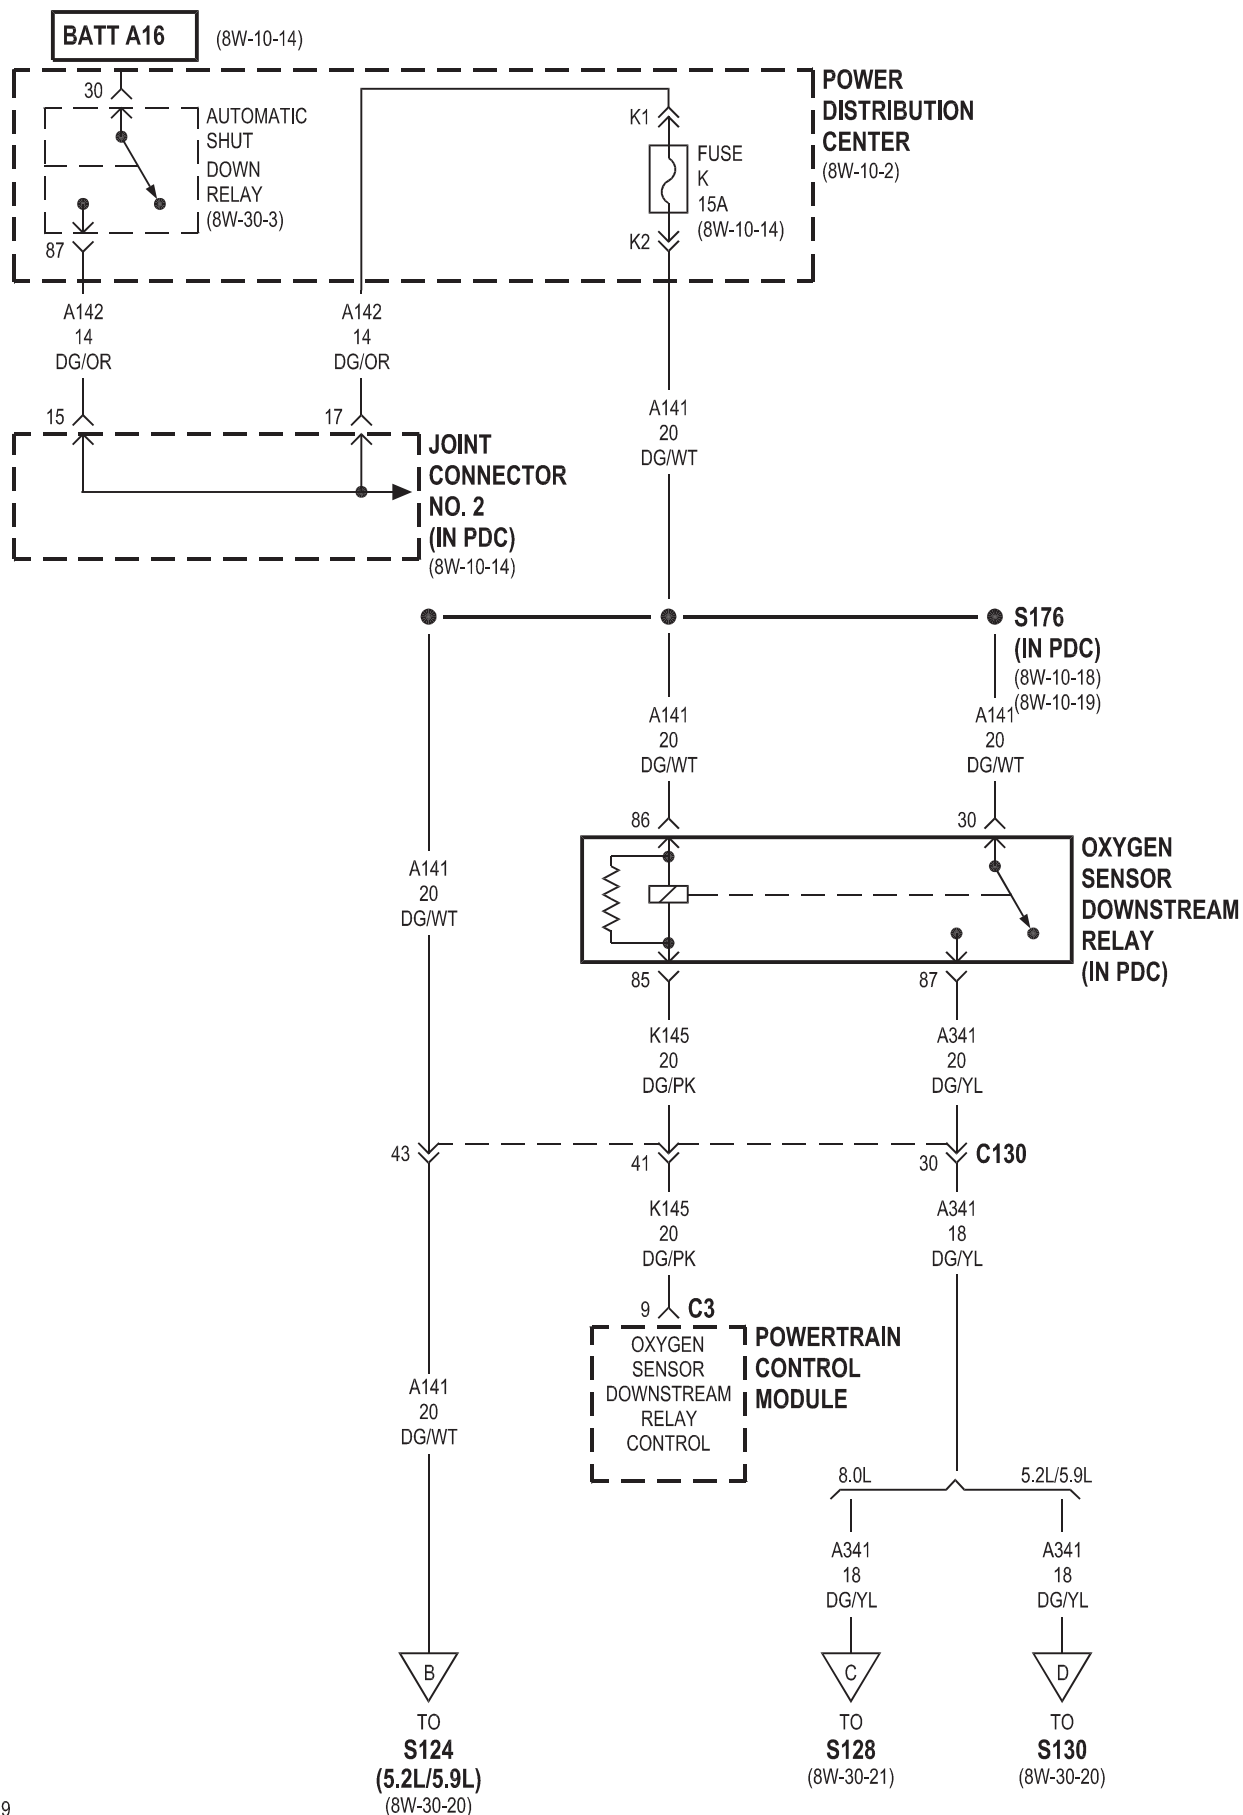 BATT A16
(8W-10-14)
30
AUTOMATIC
SHUT
DOWN
RELAY
(8W-30-3)
87
K1
FUSE
K
15A
(8W-10-14)
K2
POWER
DISTRIBUTION
CENTER
(8W-10-2)
A142
14
DG/OR
A142
14
DG/OR
15
17
JOINT
CONNECTOR
NO. 2
(IN PDC)
(8W-10-14)
A141
20
DG/WT
S176
(IN PDC)
(8W-10-18)
(8W-10-19)
A141
20
DG/WT
A141
20
DG/WT
86
30
OXYGEN
SENSOR
DOWNSTREAM
RELAY
(IN PDC)
A141
20
DG/WT
85
87
K145
20
DG/PK
A341
20
DG/YL
43
41
30
C130
K145
20
DG/PK
A341
18
DG/YL
9
C3
OXYGEN
SENSOR
DOWNSTREAM
RELAY
CONTROL
POWERTRAIN
CONTROL
MODULE
A141
20
DG/WT
8.0L
5.2L/5.9L
A341
18
DG/YL
A341
18
DG/YL
B
C
D
TO
S124
(5.2L/5.9L)
(8W-30-20)
TO
S128
(8W-30-21)
TO
S130
(8W-30-20)
9